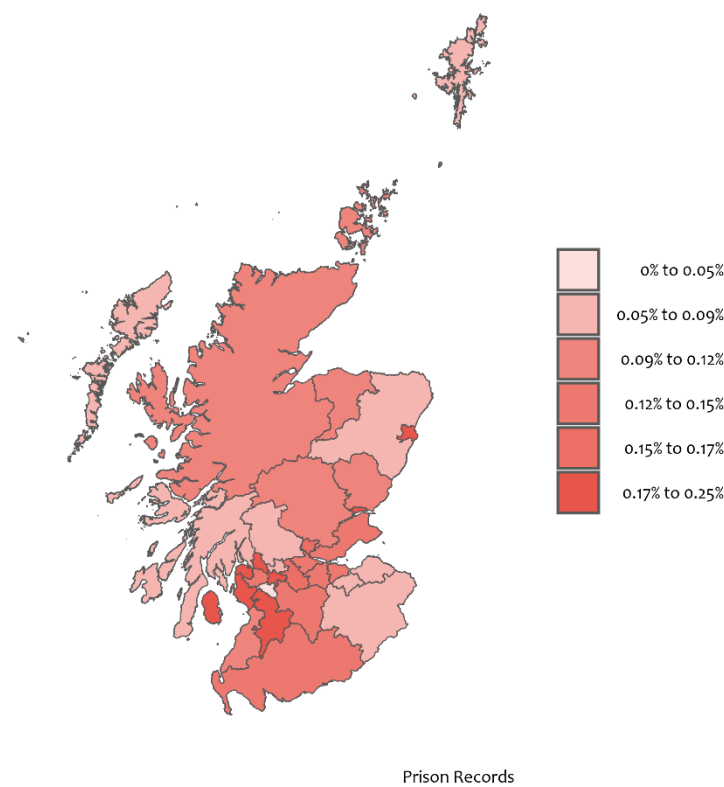 0% to 0.05%
0.05% to 0.09%
0.09% to 0.12%
0.12% to 0.15%
0.15% to 0.17%
0.17% to 0.25%
Prison Records